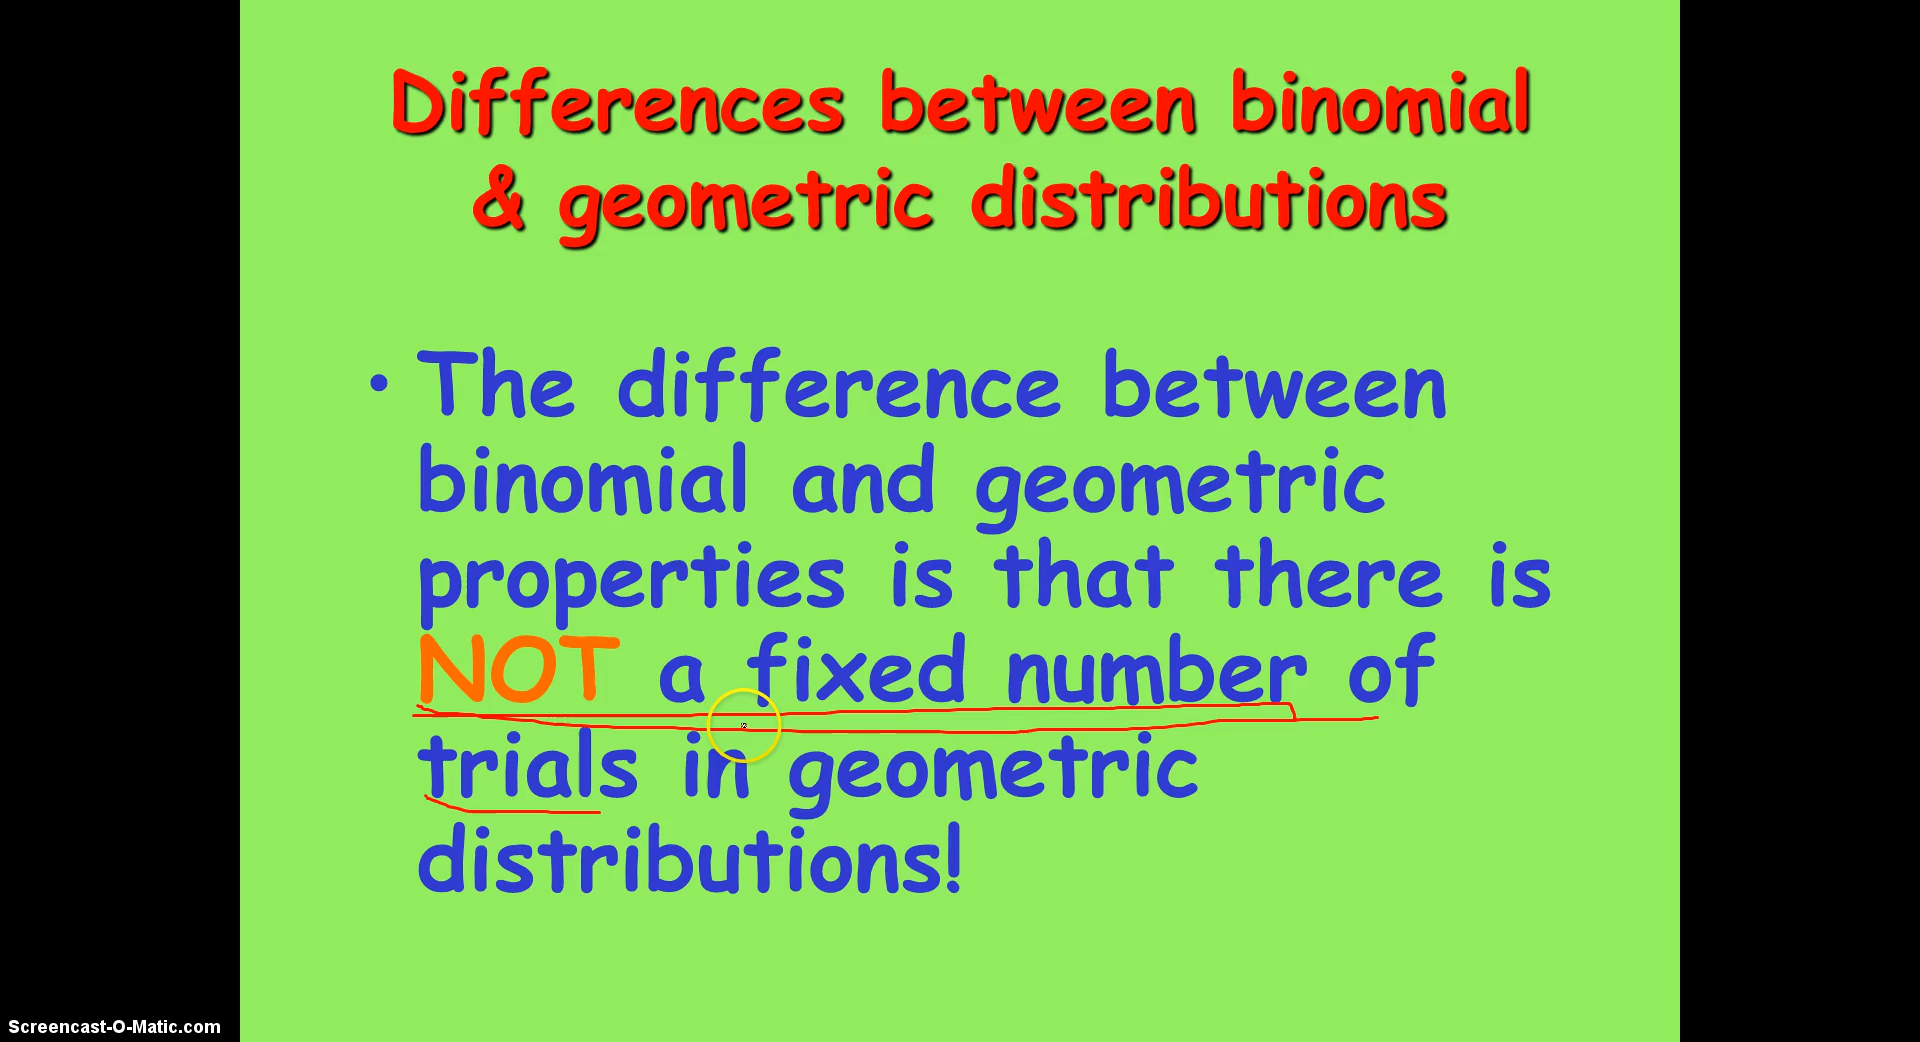 Differences between binomial
& geometric distributions
• The difference between
binomial and geometric
properties is that there is
NOT a fixed number of
trials in geometric
distributions!
Screencast-O-Matic.com